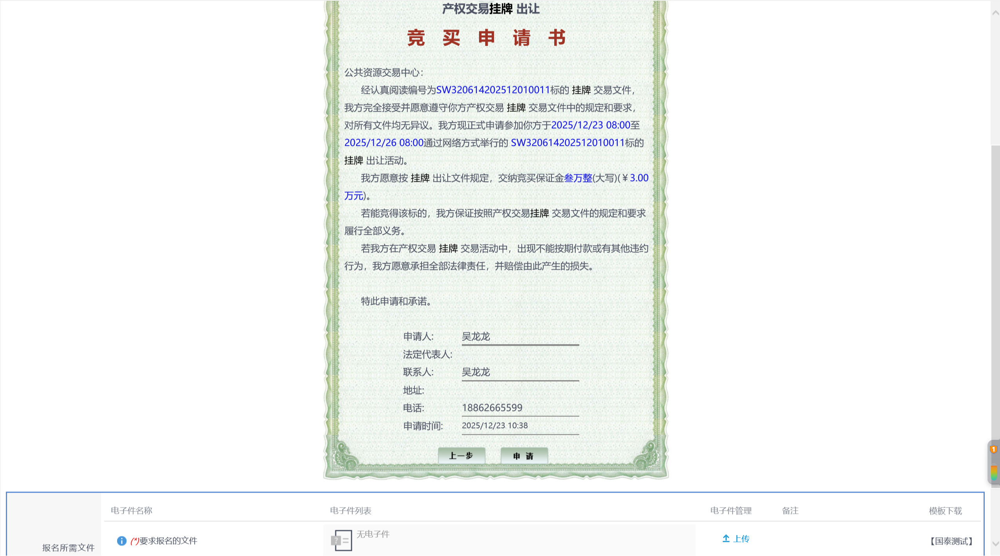 产权交易挂牌 出让
竞 买 申 请 书
公共资源交易中心：
经认真阅读编号为SW320614202512010011标的 挂牌 交易文件，
我方完全接受并愿意遵守你方产权交易 挂牌 交易文件中的规定和要求，
对所有文件均无异议。我方现正式申请参加你方于2025/12/23 08:00至
2025/12/26 08:00通过网络方式举行的 SW320614202512010011标的
挂牌 出让活动。
我方愿意按 挂牌 出让文件规定，交纳竞买保证金叁万整(大写)(￥3.00
万元)。
若能竞得该标的，我方保证按照产权交易挂牌 交易文件的规定和要求
履行全部义务。
若我方在产权交易 挂牌 交易活动中，出现不能按期付款或有其他违约
行为，我方愿意承担全部法律责任，并赔偿由此产生的损失。
特此申请和承诺。
申请人: 吴龙龙
法定代表人:
联系人: 吴龙龙
地址:
电话: 18862665599
申请时间: 2025/12/23 10:38
上一步 申 请
电子件名称 电子件列表 电子件管理 备注 模板下载
报名所需文件 (*)要求报名的文件 无电子件 上传 【国泰测试】
1